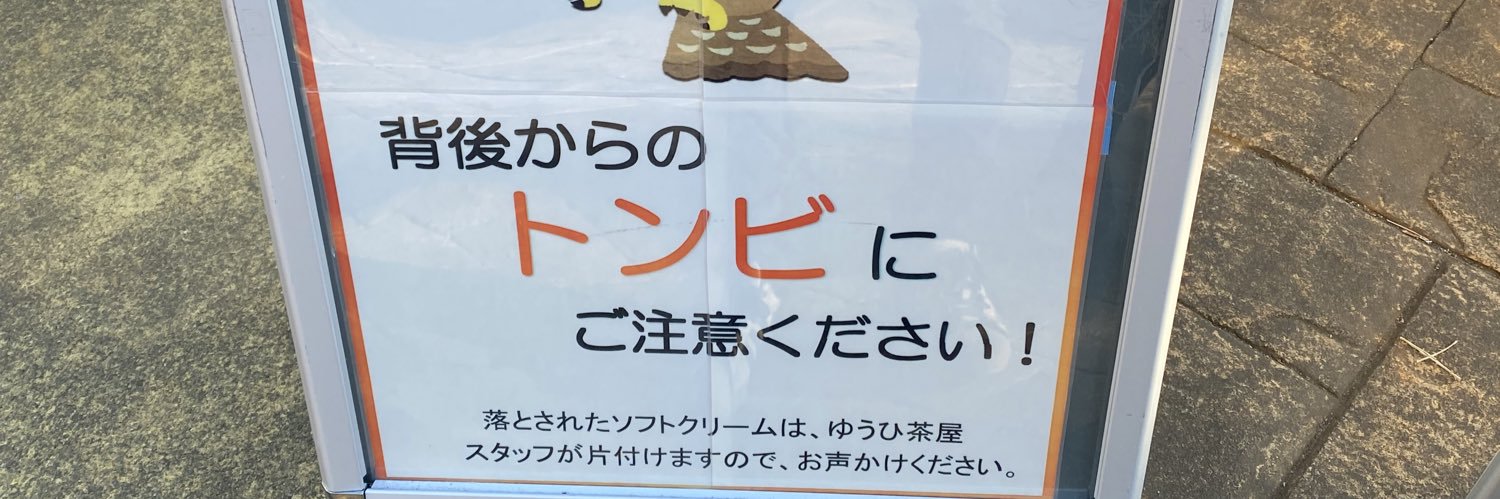 背後からの
トンビに
ご注意ください！
落とされたソフトクリームは、ゆうひ茶屋
スタッフが片付けますので、お声かけください。